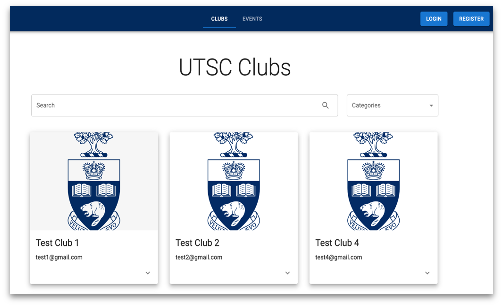 CLUBS EVENTS LOGIN REGISTER
UTSC Clubs
Search Categories
Test Club 1 Test Club 2 Test Club 4
test1@gmail.com test2@gmail.com test4@gmail.com